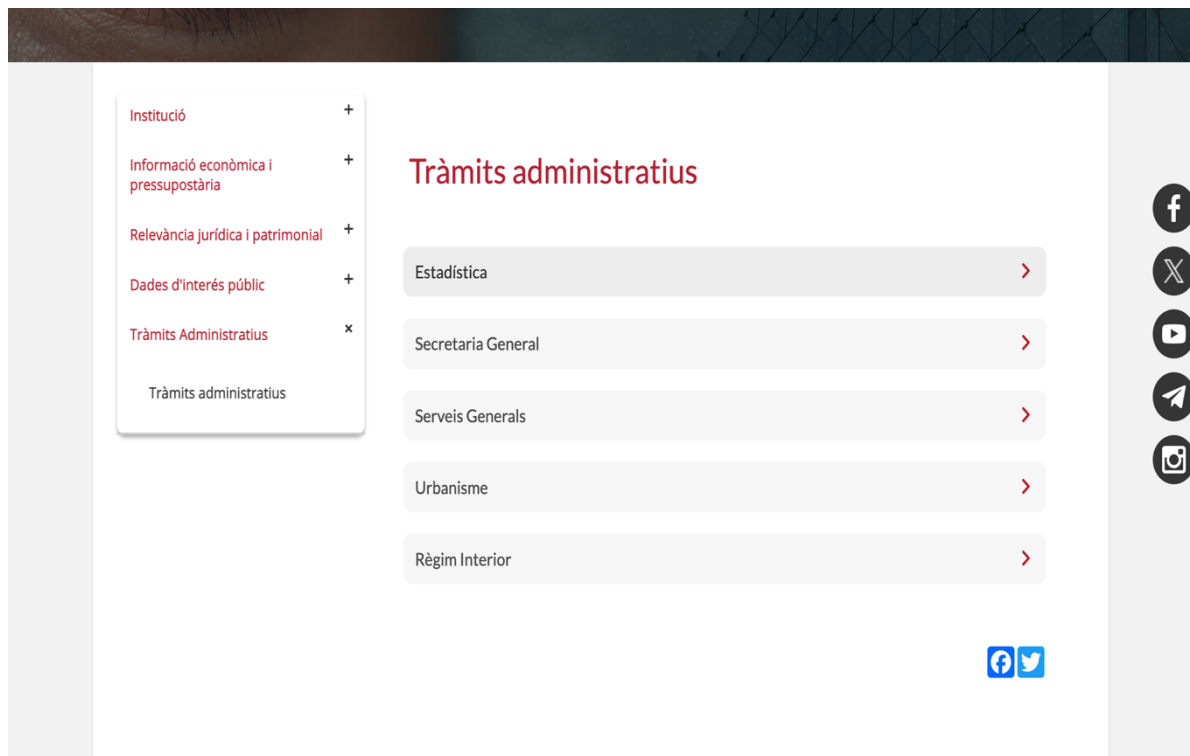 Institució
Informació econòmica i
pressupostària
Relevància jurídica i patrimonial
Dades d'interés públic
Tràmits Administratius
Tràmits administratius
Tràmits administratius
Estadística
Secretaria General
Serveis Generals
Urbanisme
Règim Interior